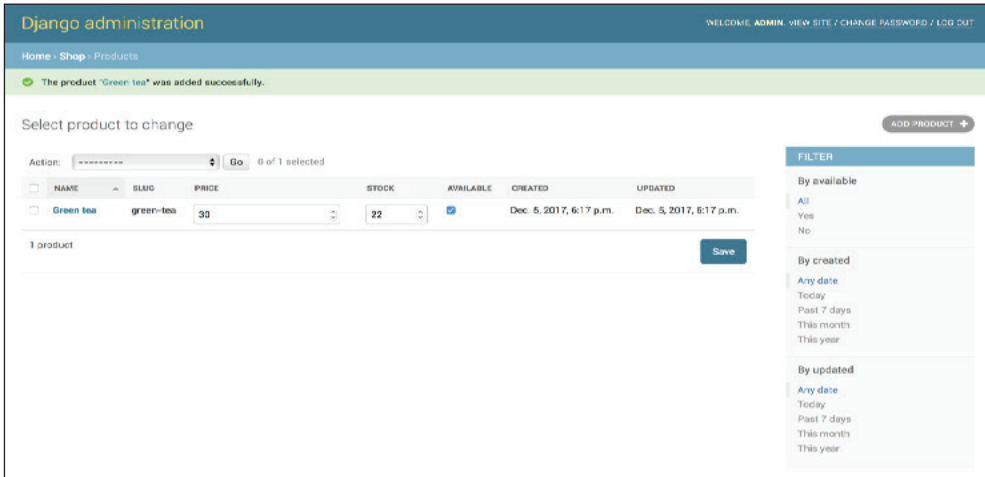 Django administration
WELCOME, ADMIN. VIEW SITE / CHANGE PASSWORD / LOG OUT
Home › Shop › Products
The product "Green tea" was added successfully.
Select product to change
ADD PRODUCT +
Action: --------- Go 0 of 1 selected
NAME SLUG PRICE STOCK AVAILABLE CREATED UPDATED
Green tea green-tea 30 22 Dec. 5, 2017, 6:17 p.m. Dec. 5, 2017, 6:17 p.m.
1 product
Save
FILTER
By available
All
Yes
No
By created
Any date
Today
Past 7 days
This month
This year
By updated
Any date
Today
Past 7 days
This month
This year